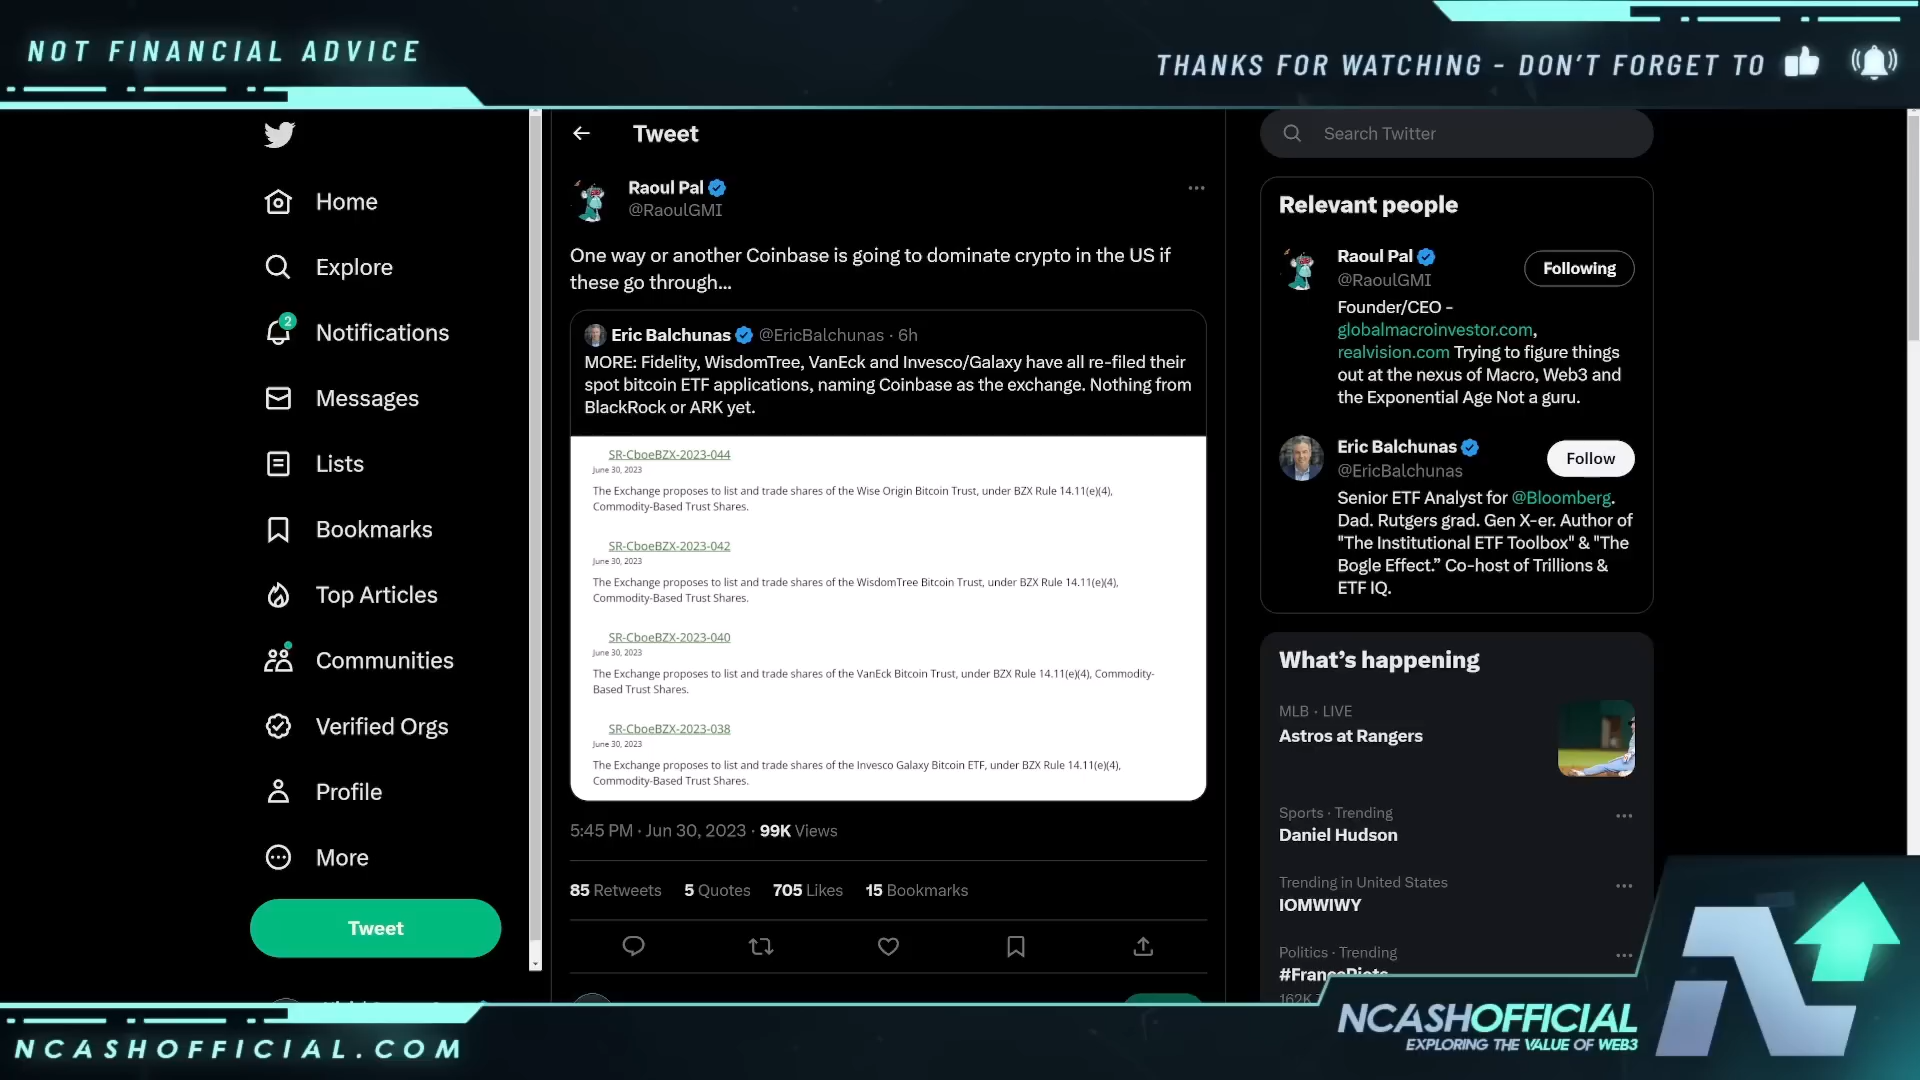 NOT FINANCIAL ADVICE
THANKS FOR WATCHING - DON'T FORGET TO
Home
Explore
2
Notifications
Messages
Lists
Bookmarks
Top Articles
Communities
Verified Orgs
Profile
More
Tweet
Tweet
Raoul Pal
@RaoulGMI
One way or another Coinbase is going to dominate crypto in the US if
these go through...
Eric Balchunas @EricBalchunas · 6h
MORE: Fidelity, WisdomTree, VanEck and Invesco/Galaxy have all re-filed their
spot bitcoin ETF applications, naming Coinbase as the exchange. Nothing from
BlackRock or ARK yet.
SR-CboeBZX-2023-044
June 30, 2023
The Exchange proposes to list and trade shares of the Wise Origin Bitcoin Trust, under BZX Rule 14.11(e)(4),
Commodity-Based Trust Shares.
SR-CboeBZX-2023-042
June 30, 2023
The Exchange proposes to list and trade shares of the WisdomTree Bitcoin Trust, under BZX Rule 14.11(e)(4),
Commodity-Based Trust Shares.
SR-CboeBZX-2023-040
June 30, 2023
The Exchange proposes to list and trade shares of the VanEck Bitcoin Trust, under BZX Rule 14.11(e)(4), Commodity-
Based Trust Shares.
SR-CboeBZX-2023-038
June 30, 2023
The Exchange proposes to list and trade shares of the Invesco Galaxy Bitcoin ETF, under BZX Rule 14.11(e)(4),
Commodity-Based Trust Shares.
5:45 PM · Jun 30, 2023 · 99K Views
85 Retweets 5 Quotes 705 Likes 15 Bookmarks
Search Twitter
Relevant people
Raoul Pal
@RaoulGMI
Following
Founder/CEO -
globalmacroinvestor.com,
realvision.com Trying to figure things
out at the nexus of Macro, Web3 and
the Exponential Age Not a guru.
Eric Balchunas
@EricBalchunas
Follow
Senior ETF Analyst for @Bloomberg.
Dad. Rutgers grad. Gen X-er. Author of
"The Institutional ETF Toolbox" & "The
Bogle Effect.” Co-host of Trillions &
ETF IQ.
What's happening
MLB · LIVE
Astros at Rangers
Sports · Trending
Daniel Hudson
Trending in United States
IOMWIWY
Politics · Trending
#FranceRiots
162K
NCASHOFFICIAL.COM
NCASHOFFICIAL
EXPLORING THE VALUE OF WEB3